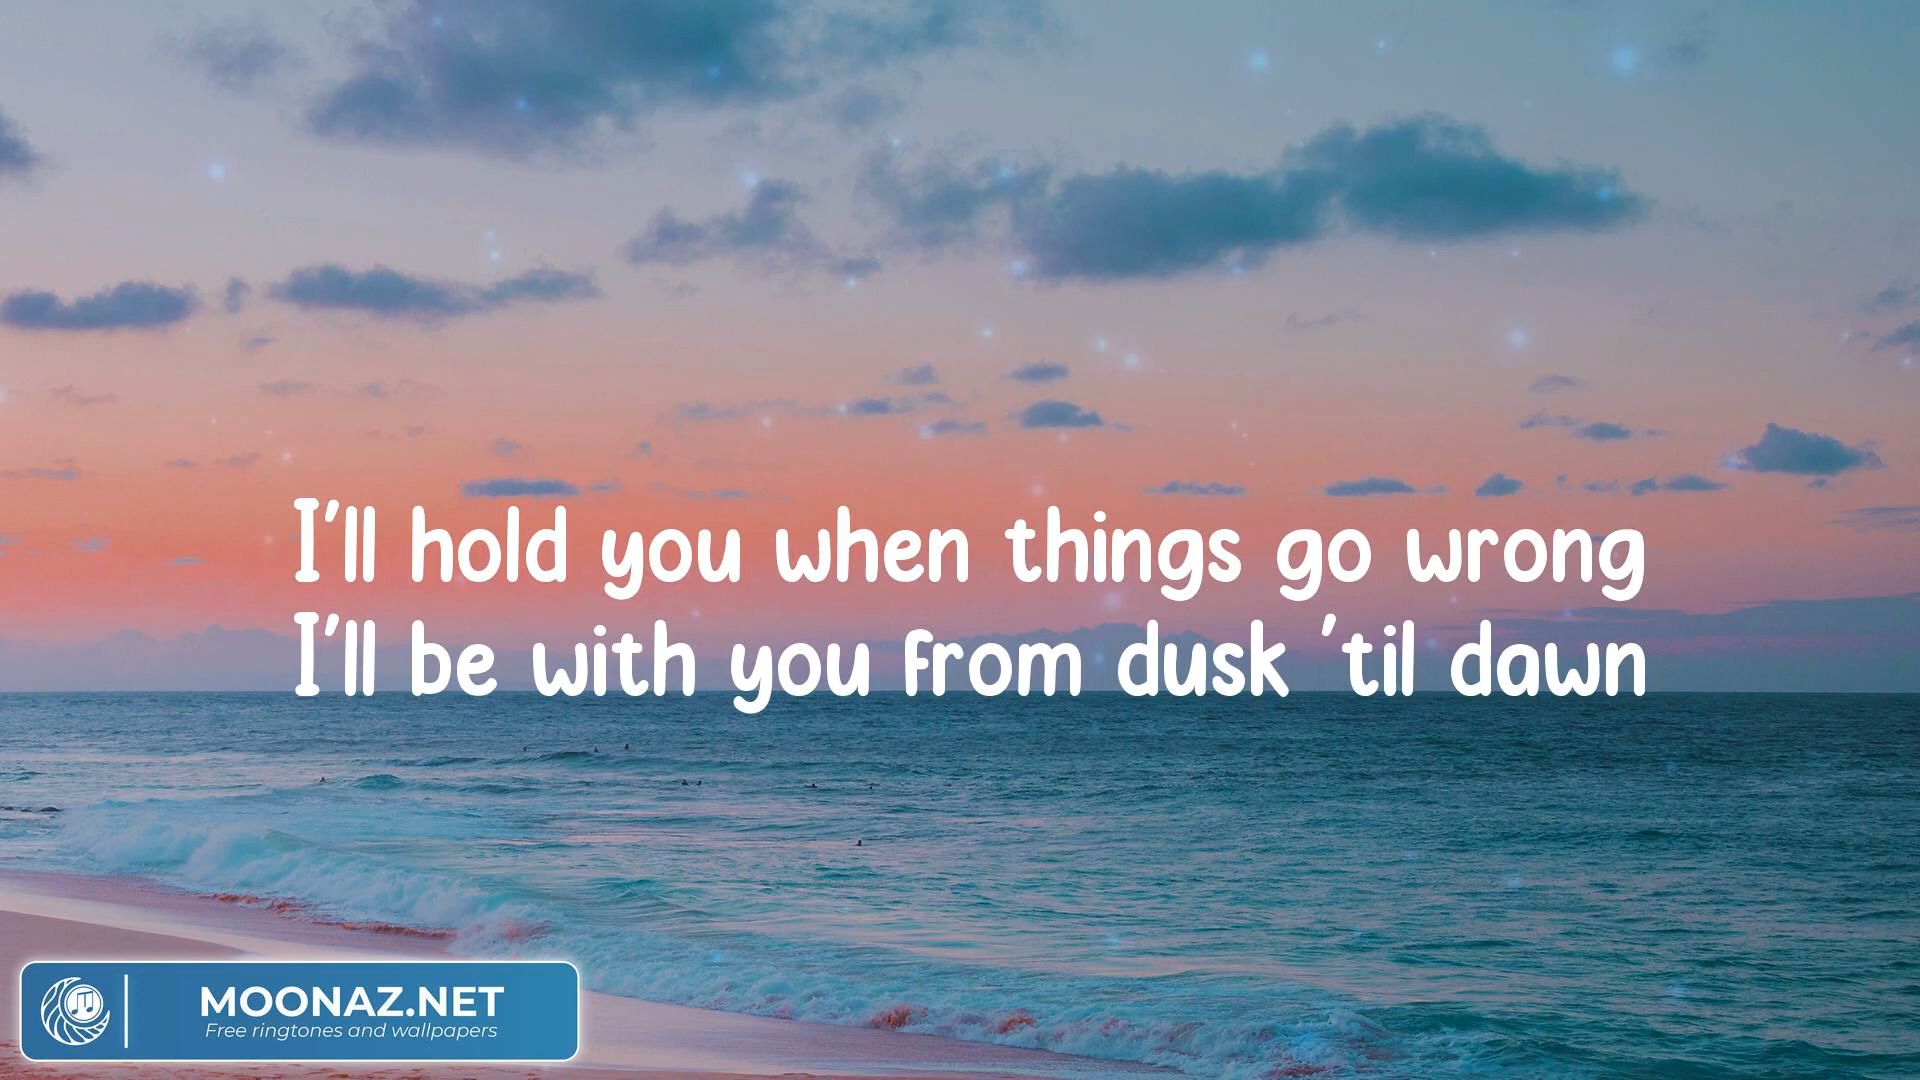 I'll hold you when things go wrong
I'll be with you from dusk 'til dawn
MOONAZ.NET
Free ringtones and wallpapers